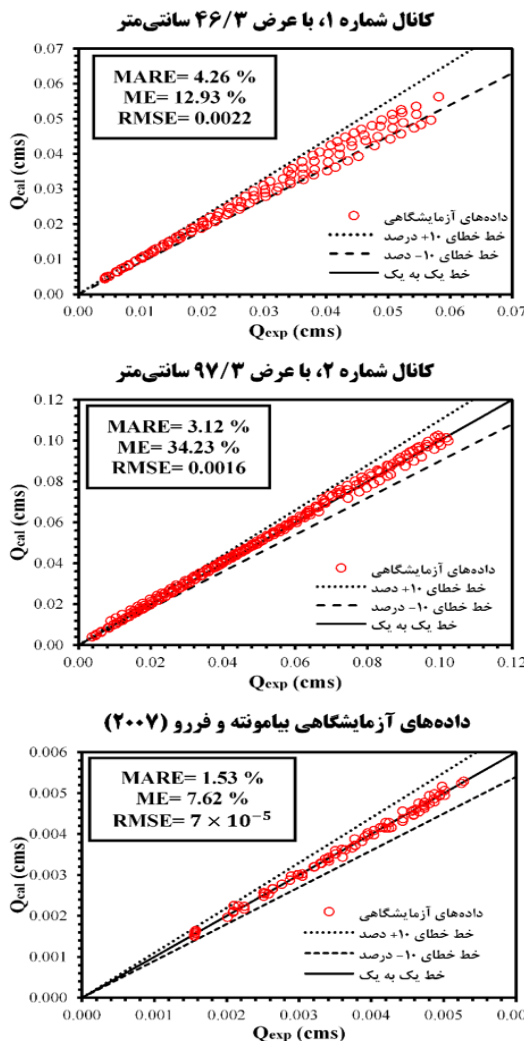 کانال شماره ۱، با عرض ۴۶/۳ سانتی‌متر
0.07
0.06
0.05
0.04
0.03
0.02
0.01
0.00
Qcal (cms)
MARE= 4.26 %
ME= 12.93 %
RMSE= 0.0022
داده‌های آزمایشگاهی
خط خطای ۱۰+ درصد
خط خطای ۱۰- دصد
خط یک به یک
0.00 0.01 0.02 0.03 0.04 0.05 0.06 0.07
Qexp (cms)
کانال شماره ۲، با عرض ۹۷/۳ سانتی‌متر
0.12
0.10
0.08
0.06
0.04
0.02
0.00
Qcal (cms)
MARE= 3.12 %
ME= 34.23 %
RMSE= 0.0016
داده‌های آزمایشگاهی
خط خطای ۱۰+ دصد
خط خطای ۱۰- درصد
خط یک به یک
0.00 0.02 0.04 0.06 0.08 0.10 0.12
Qexp (cms)
داده‌های آزمایشگاهی بیامونته و فررو (۲۰۰۷)
0.006
0.005
0.004
0.003
0.002
0.001
0.000
Qcal (cms)
MARE= 1.53 %
ME= 7.62 %
RMSE= 7 × 10⁻⁵
داده‌های آزمایشگاهی
خط خطای ۱۰+ دصد
خط خطای ۱۰- درصد
خط یک به یک
0.000 0.001 0.002 0.003 0.004 0.005 0.00
Qexp (cms)